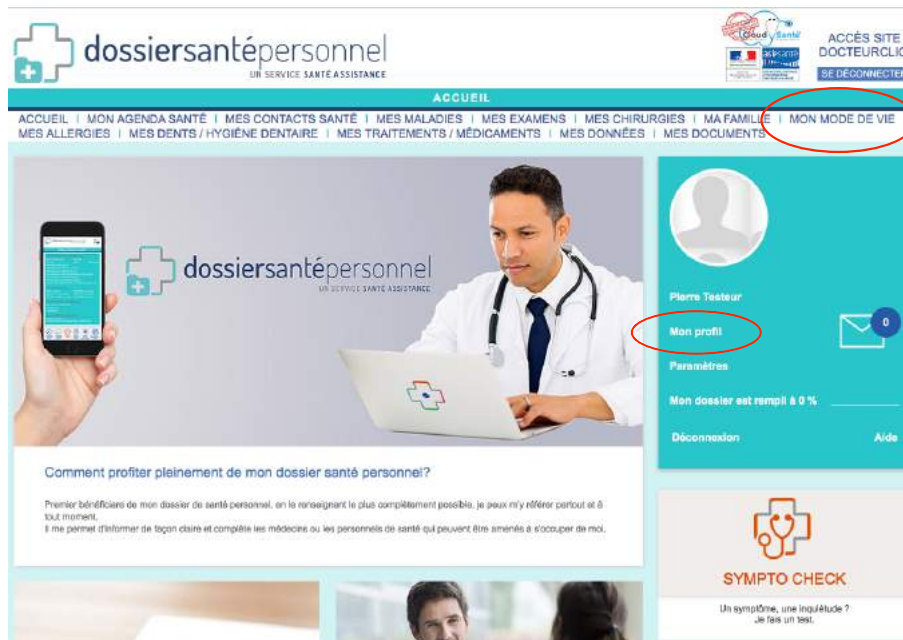 dossiersantépersonnel
UN SERVICE SANTÉ ASSISTANCE
Cloudy Santé
ACCÈS SITE
DOCTEURCLIC
SE DÉCONNECTER
ACCUEIL
ACCUEIL | MON AGENDA SANTÉ | MES CONTACTS SANTÉ | MES MALADIES | MES EXAMENS | MES CHIRURGIES | MA FAMILLE | MON MODE DE VIE
MES ALLERGIES | MES DENTS / HYGIÈNE DENTAIRE | MES TRAITEMENTS / MÉDICAMENTS | MES DONNÉES | MES DOCUMENTS
dossiersantépersonnel
UN SERVICE SANTÉ ASSISTANCE
Pierre Testeur
Mon profil
0
Paramètres
Mon dossier est rempli à 0 %
Déconnexion
Aide
Comment profiter pleinement de mon dossier santé personnel?
Premier bénéficiere de mon dossier de santé personnel, en le renseignant le plus complètement possible, je peux m'y référer partout et à
tout moment.
Il me permet d'informer de façon claire et complète les médecins ou les personnels de santé qui peuvent être amenés à s'occuper de moi.
SYMPTO CHECK
Un symptôme, une inquiétude ?
Je fais un test.